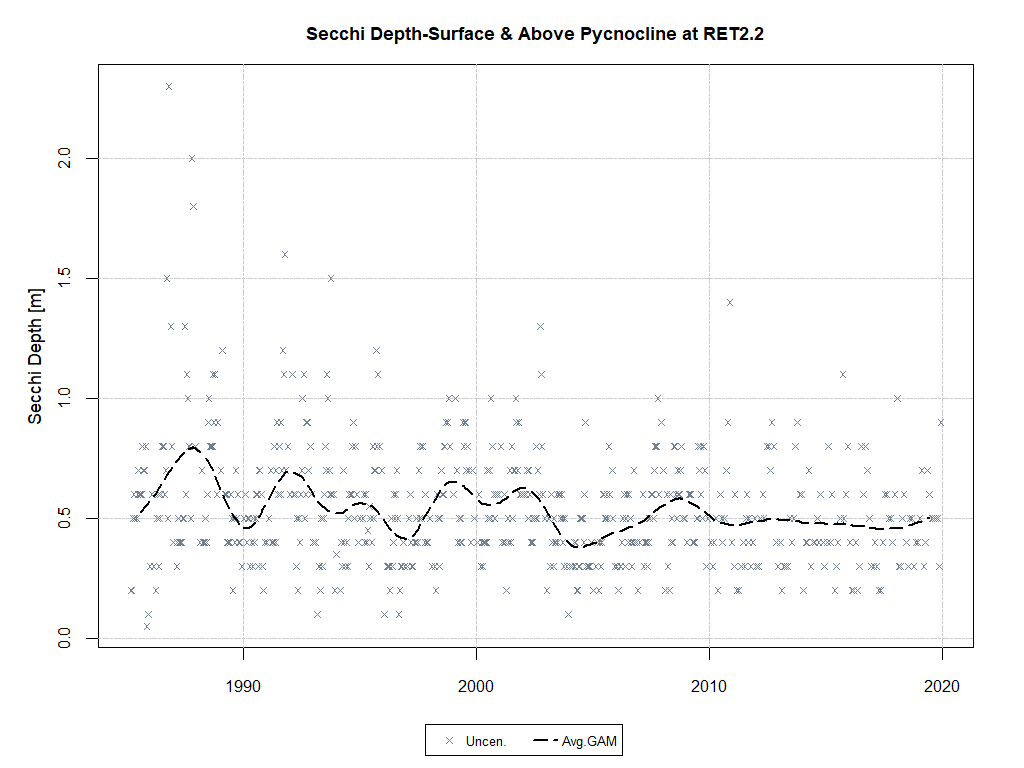 Secchi Depth-Surface & Above Pycnocline at RET2.2
Secchi Depth [m]
2.0
1.5
1.0
0.5
0.0
1990 2000 2010 2020
Uncen. Avg.GAM